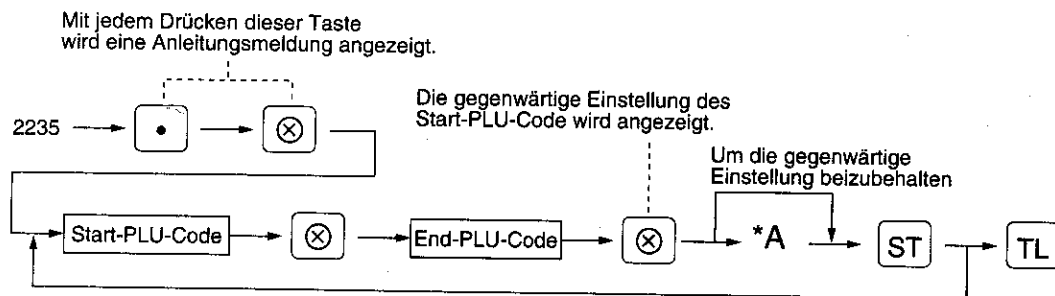 Mit jedem Drücken dieser Taste
wird eine Anleitungsmeldung angezeigt.
Die gegenwärtige Einstellung des
Start-PLU-Code wird angezeigt.
2235 • ⊗
Um die gegenwärtige
Einstellung beizubehalten
Start-PLU-Code ⊗ End-PLU-Code ⊗ *A ST TL